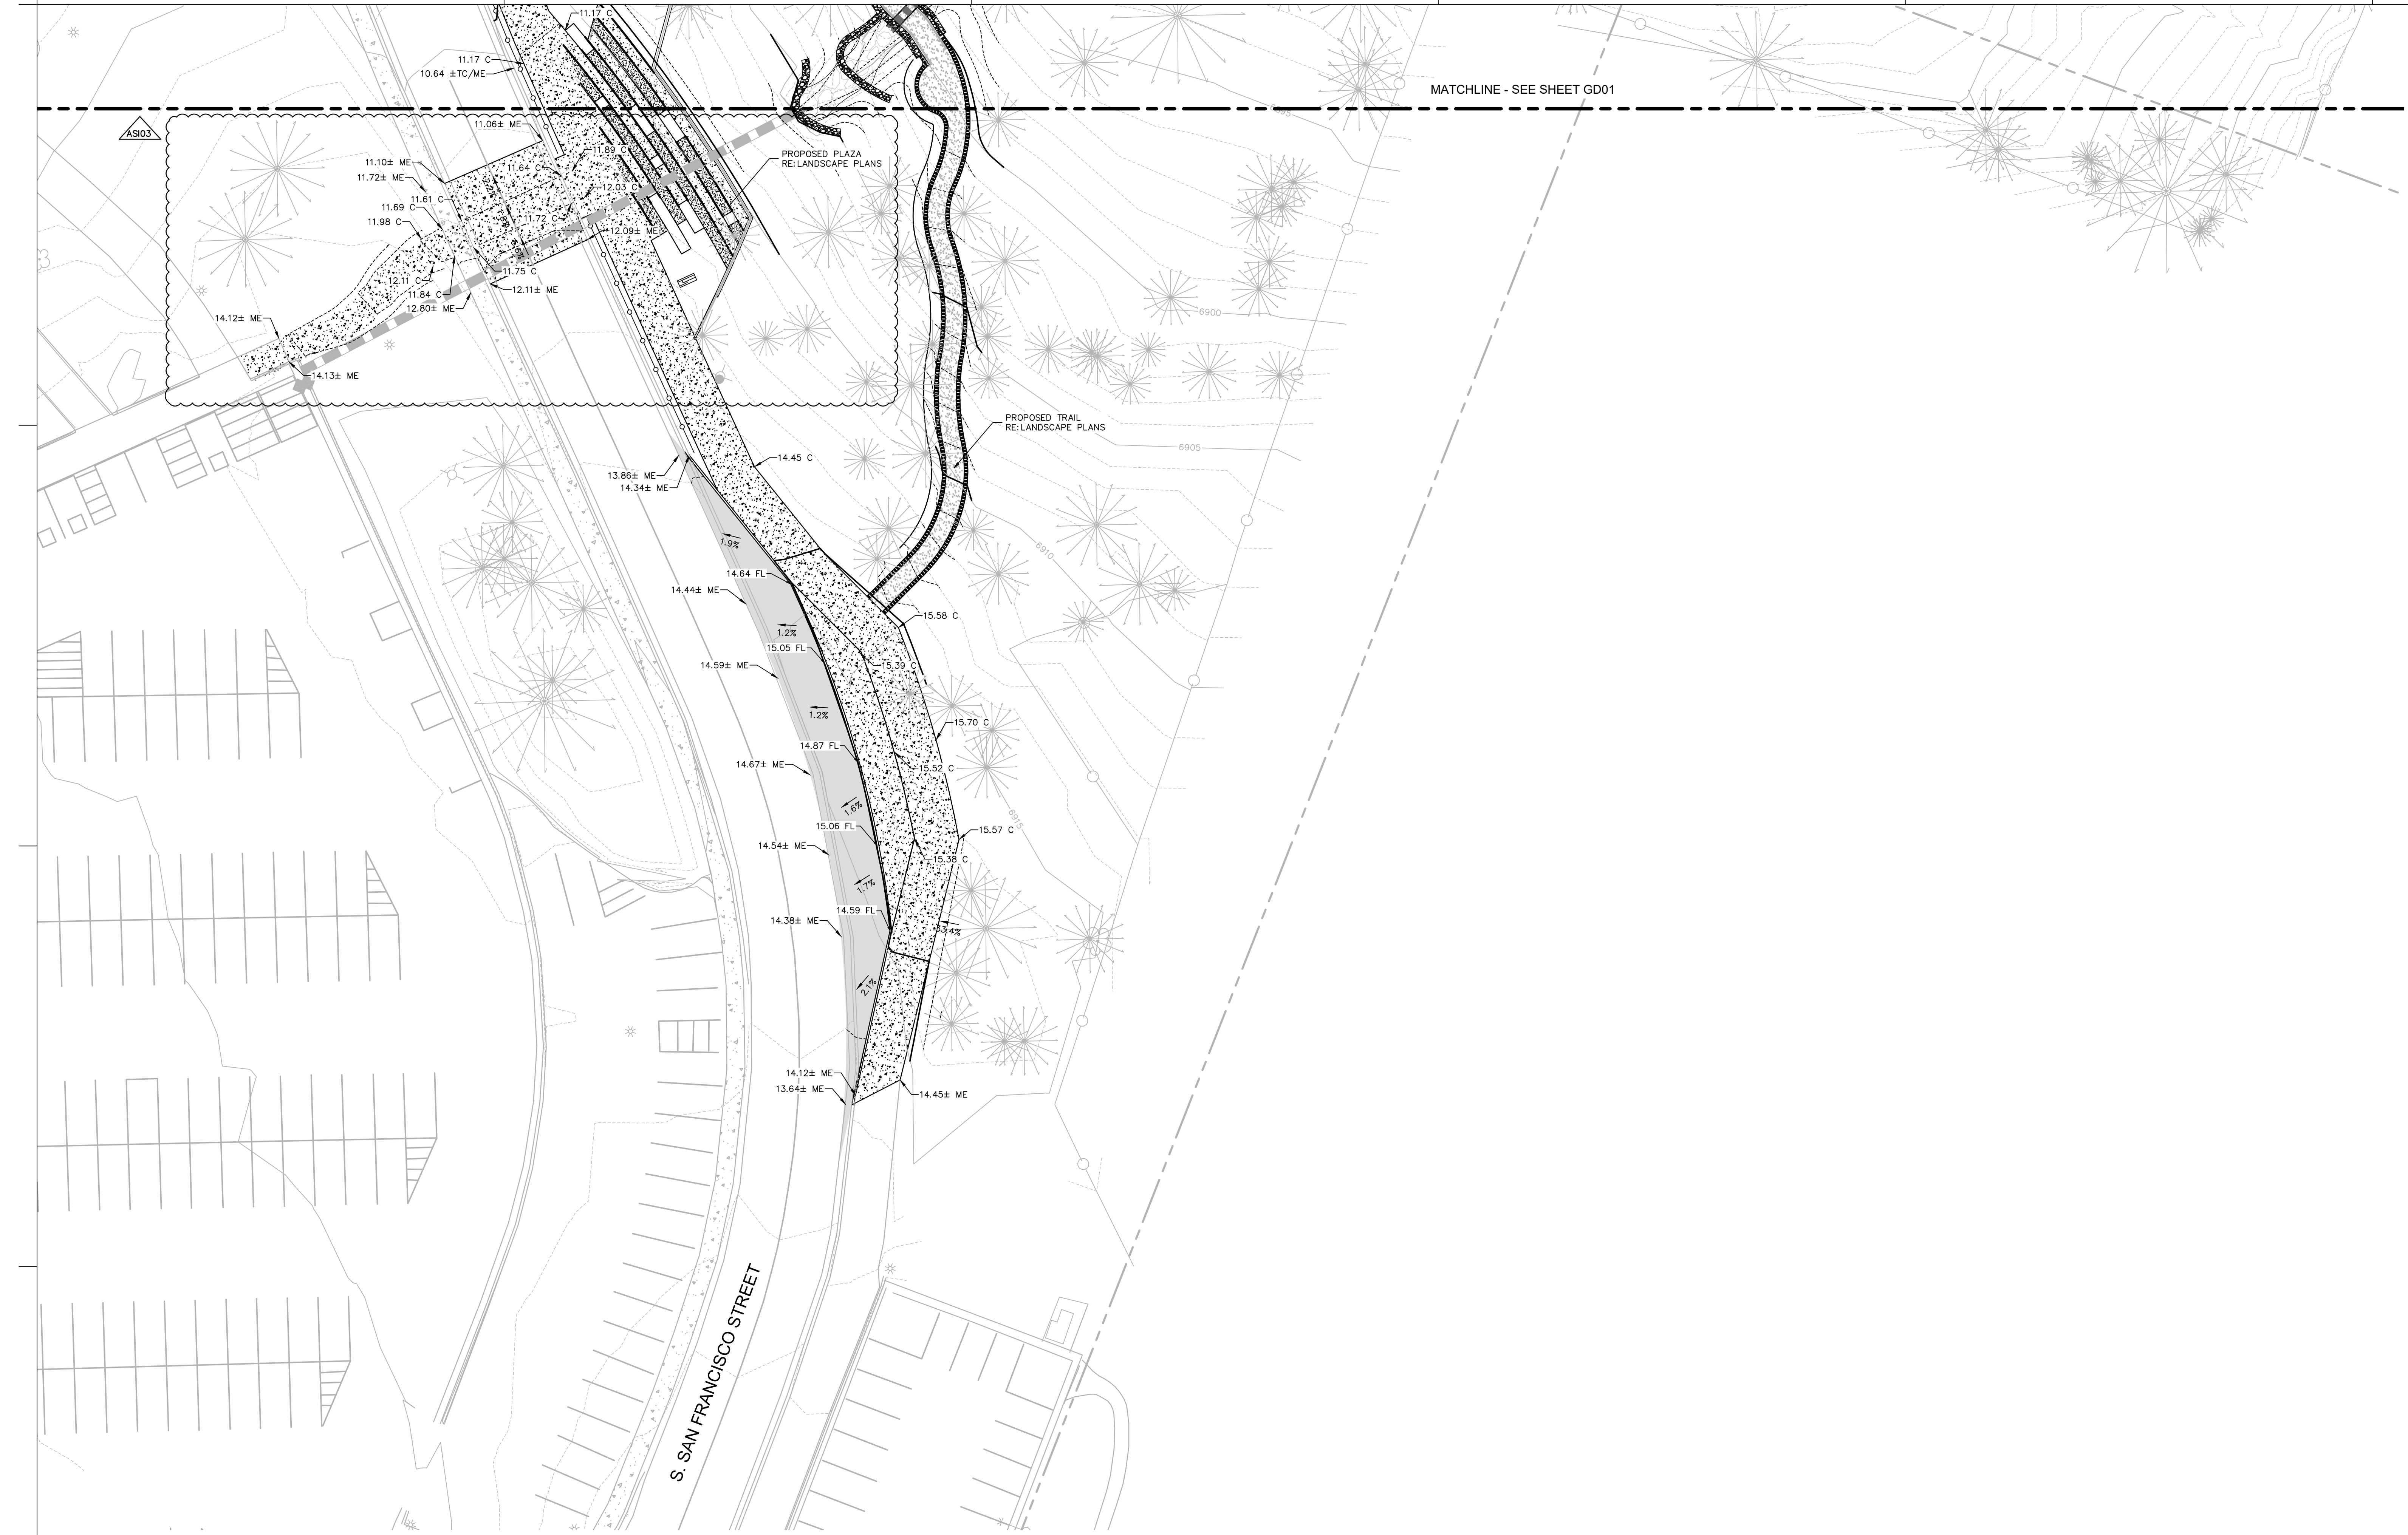 11.17 C
11.17 C
10.64 ±TC/ME
MATCHLINE - SEE SHEET GD01
ASI03
11.06± ME
11.89 C
PROPOSED PLAZA
RE:LANDSCAPE PLANS
11.10± ME
11.64 C
11.72± ME
12.03 C
11.61 C
11.69 C
11.72 C
11.98 C
12.09± ME
11.75 C
12.11 C
12.11± ME
11.84 C
12.80± ME
14.12± ME
6900
14.13± ME
PROPOSED TRAIL
RE:LANDSCAPE PLANS
6905
14.45 C
13.86± ME
14.34± ME
1.9%
6910
14.64 FL
14.44± ME
15.58 C
1.2%
15.05 FL
14.59± ME
15.39 C
1.2%
15.70 C
14.87 FL
14.67± ME
15.52 C
1.6%
6915
15.06 FL
15.57 C
14.54± ME
15.38 C
1.7%
14.59 FL
14.38± ME
33.4%
2.1%
14.12± ME
13.64± ME
14.45± ME
S. SAN FRANCISCO STREET